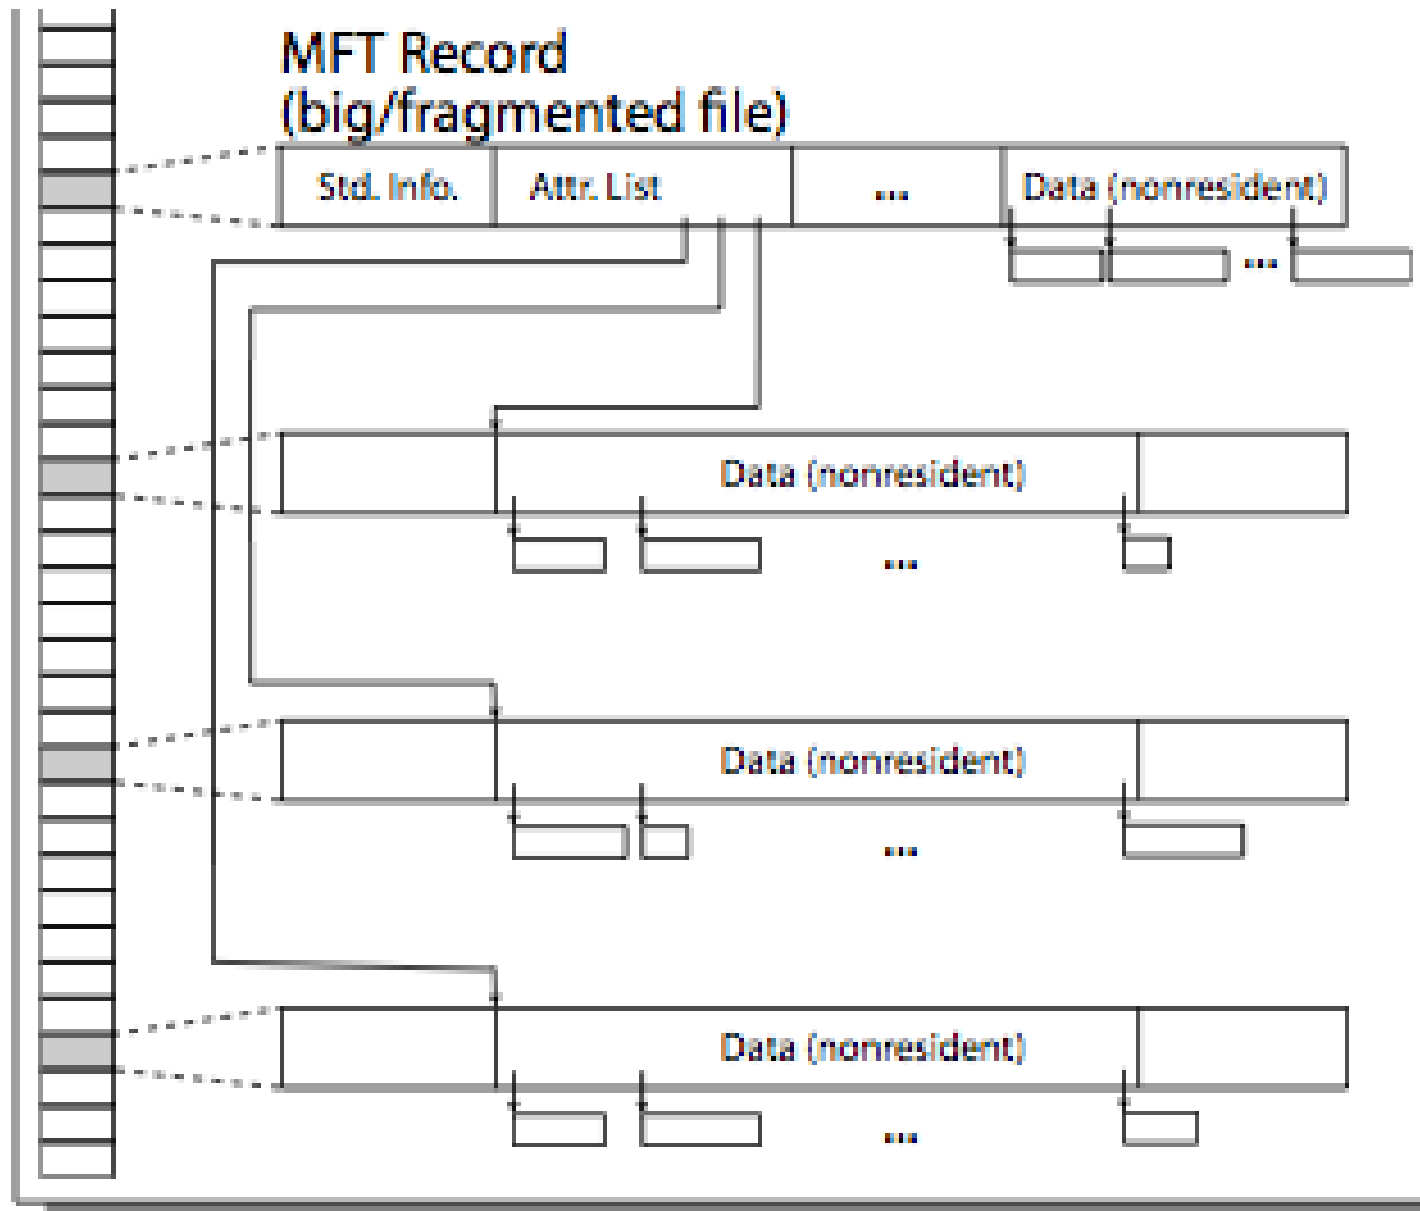 MFT Record
(big/fragmented file)
Std. Info.
Attr. List
...
Data (nonresident)
...
Data (nonresident)
...
Data (nonresident)
...
Data (nonresident)
...